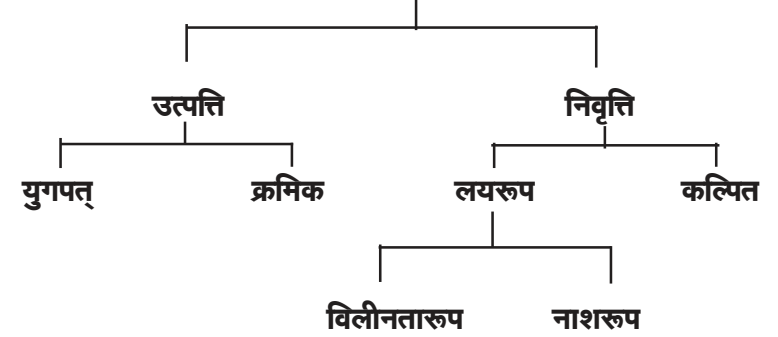 उत्पत्ति निवृत्ति
युगपत् क्रमिक लयरूप कल्पित
विलीनतारूप नाशरूप